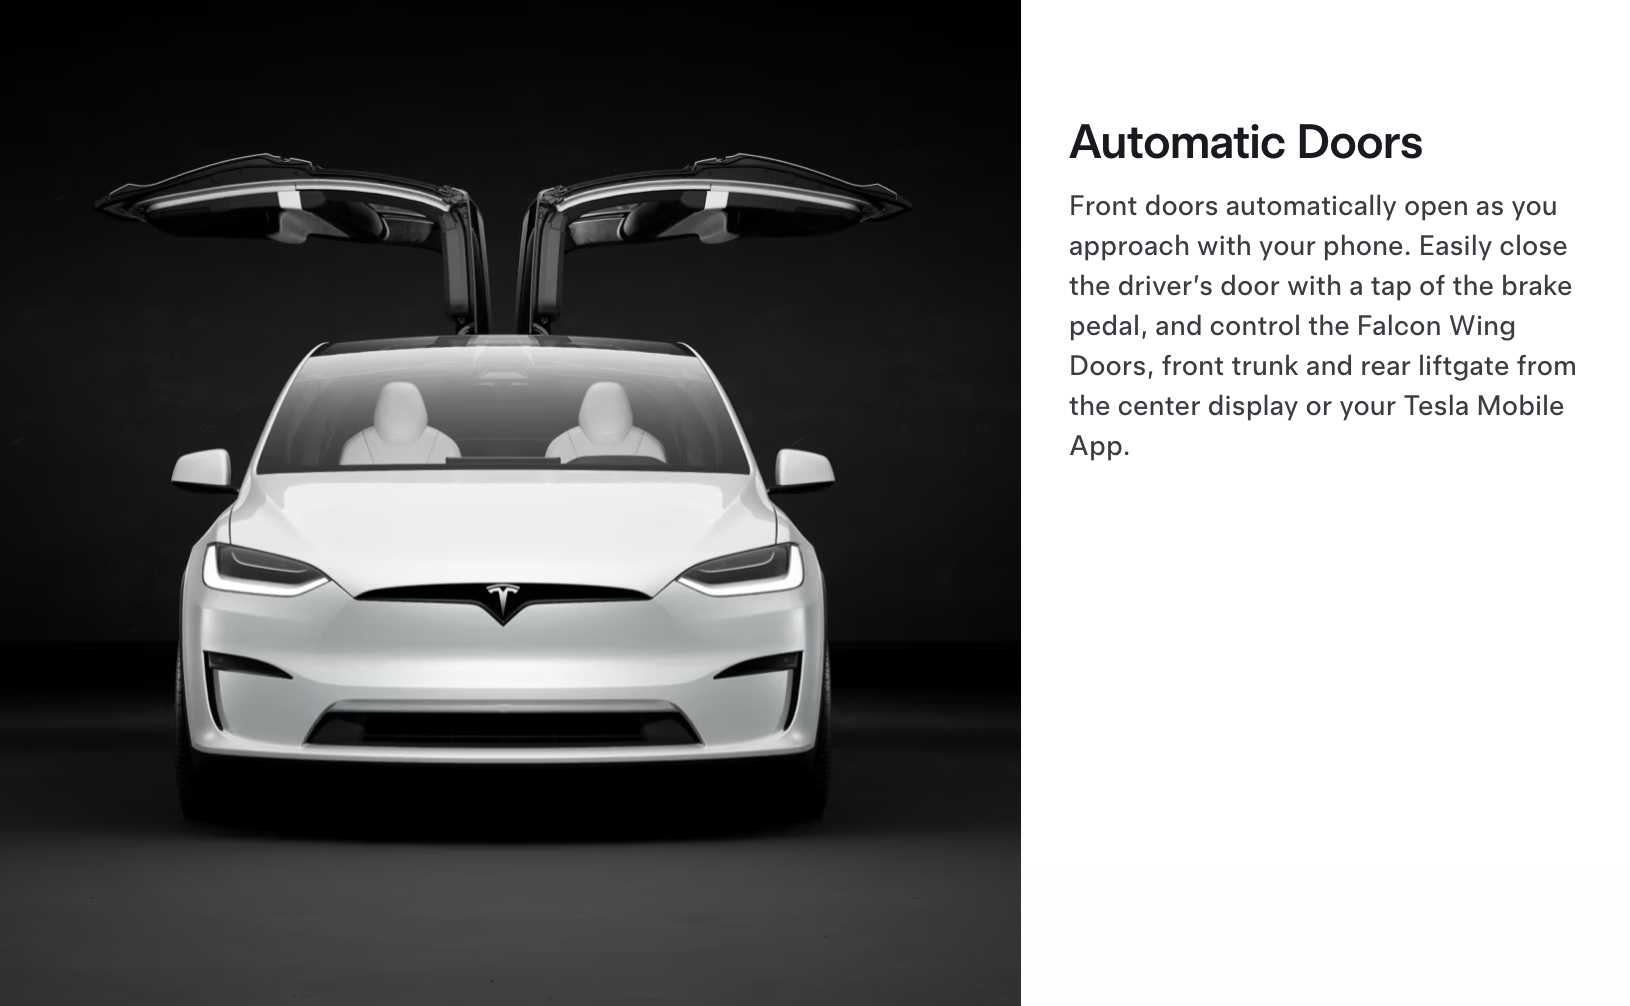 Automatic Doors
Front doors automatically open as you
approach with your phone. Easily close
the driver’s door with a tap of the brake
pedal, and control the Falcon Wing
Doors, front trunk and rear liftgate from
the center display or your Tesla Mobile
App.